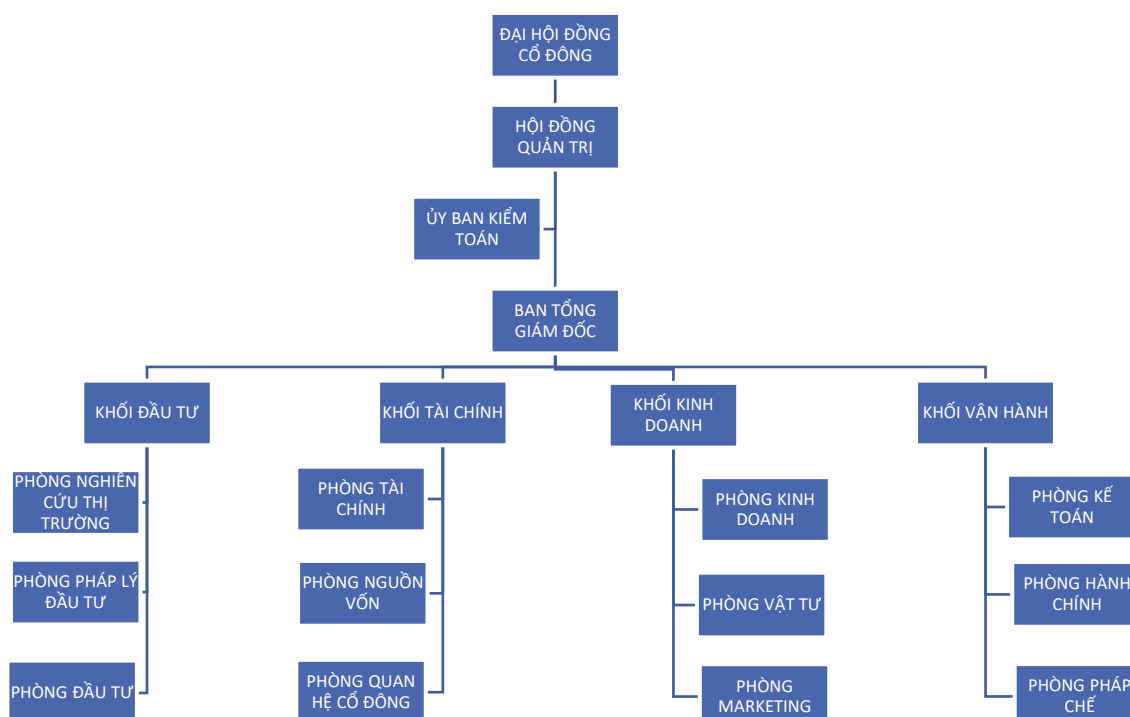 ĐẠI HỘI ĐỒNG
CỔ ĐÔNG
HỘI ĐỒNG
QUẢN TRỊ
ỦY BAN KIỂM
TOÁN
BAN TỔNG
GIÁM ĐỐC
KHỐI ĐẦU TƯ
KHỐI TÀI CHÍNH
KHỐI KINH
DOANH
KHỐI VẬN HÀNH
PHÒNG NGHIÊN
CỨU THỊ
TRƯỜNG
PHÒNG TÀI
CHÍNH
PHÒNG KINH
DOANH
PHÒNG KẾ
TOÁN
PHÒNG PHÁP LÝ
ĐẦU TƯ
PHÒNG NGUỒN
VỐN
PHÒNG VẬT TƯ
PHÒNG HÀNH
CHÍNH
PHÒNG ĐẦU TƯ
PHÒNG QUAN
HỆ CỔ ĐÔNG
PHÒNG
MARKETING
PHÒNG PHÁP
CHẾ